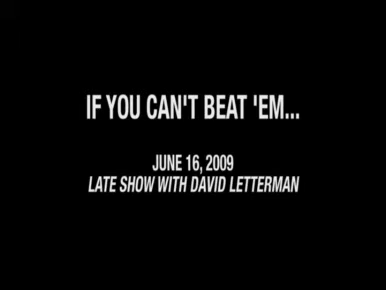 IF YOU CAN'T BEAT 'EM...
JUNE 16, 2009
LATE SHOW WITH DAVID LETTERMAN